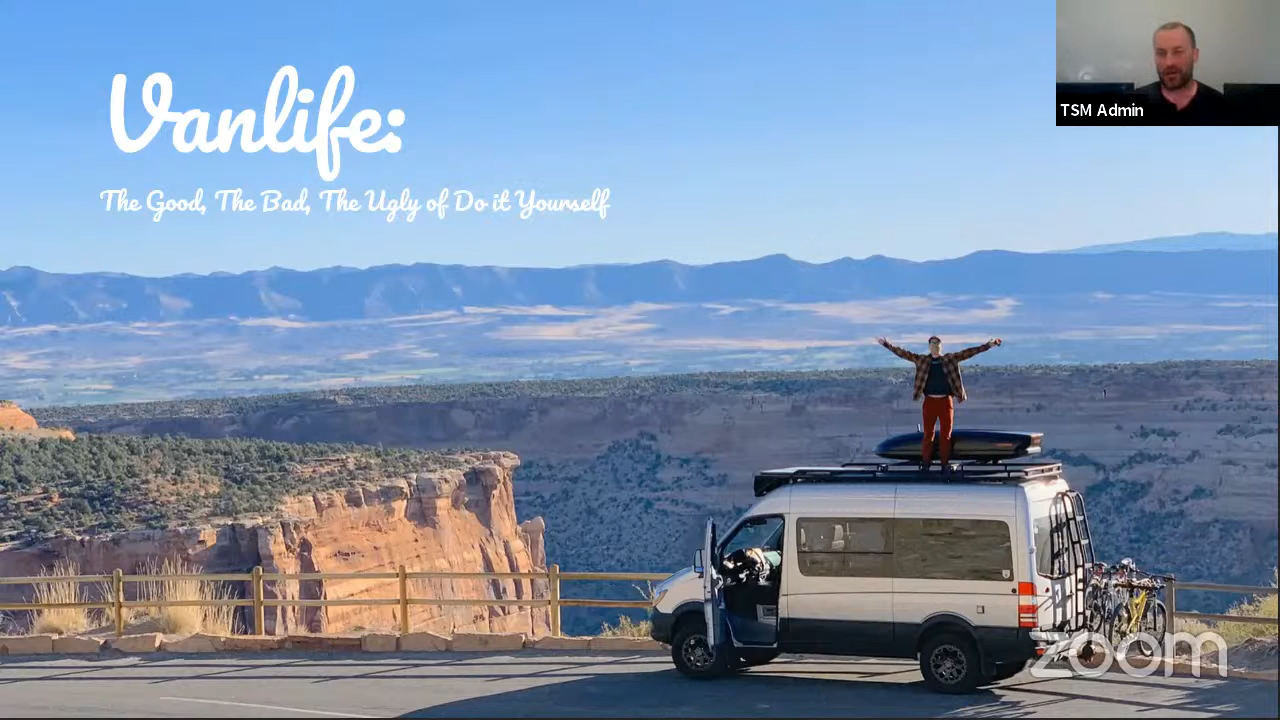 Vanlife:
The Good, The Bad, The Ugly of Do it Yourself
TSM Admin
zoom